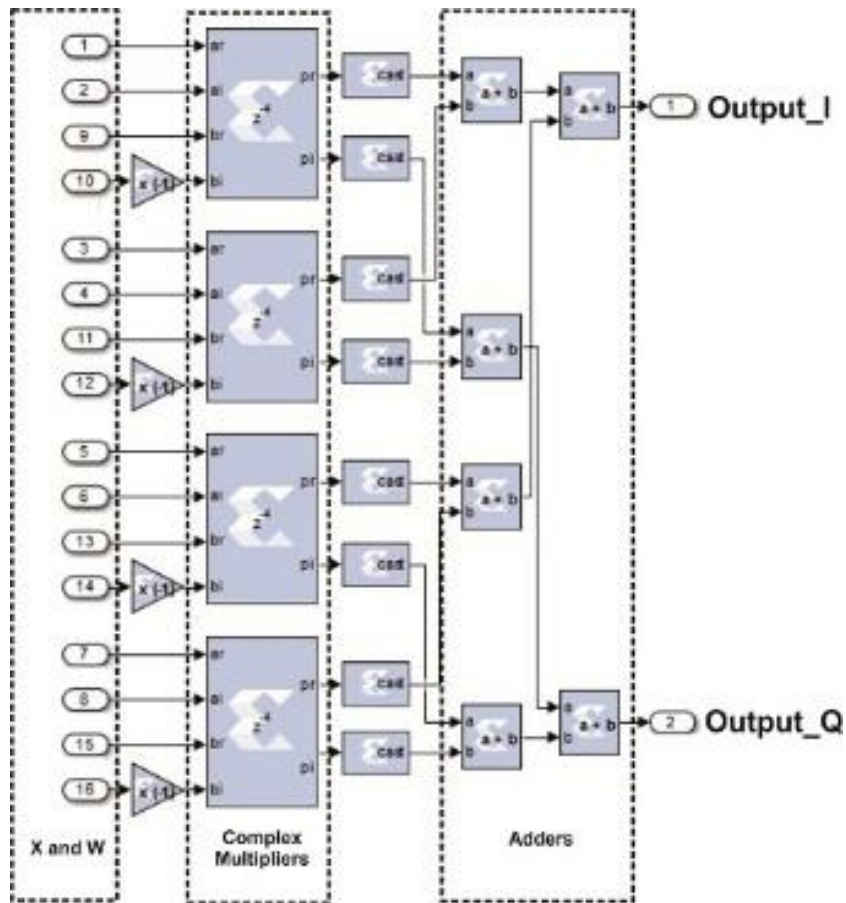 1
ar
2
ai
9
br
10
x (-1)
bi
z^-4
pr
pi
cast
cast
3
ar
4
ai
11
br
12
x (-1)
bi
z^-4
pr
pi
cast
cast
5
ar
6
ai
13
br
14
x (-1)
bi
z^-4
pr
pi
cast
cast
7
ar
8
ai
15
br
16
x (-1)
bi
z^-4
pr
pi
cast
cast
a
b
a + b
a
b
a + b
1
Output_I
a
b
a + b
a
b
a + b
a
b
a + b
a
b
a + b
2
Output_Q
X and W
Complex
Multipliers
Adders